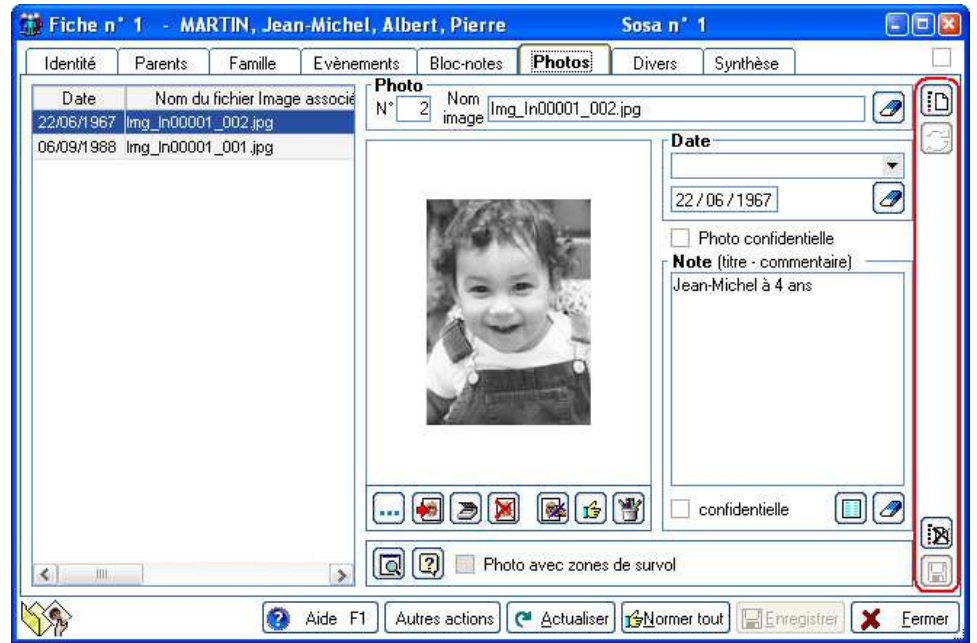 Fiche n° 1 - MARTIN, Jean-Michel, Albert, Pierre Sosa n° 1
Identité Parents Famille Evènements Bloc-notes Photos Divers Synthèse
Date Nom du fichier Image associé
22/06/1967 Img_In00001_002.jpg
06/09/1988 Img_In00001_001.jpg
Photo
N° 2 Nom image Img_In00001_002.jpg
Date
22 / 06 / 1967
Photo confidentielle
Note (titre - commentaire)
Jean-Michel à 4 ans
confidentielle
Photo avec zones de survol
Aide F1 Autres actions Actualiser Normer tout Enregistrer Fermer